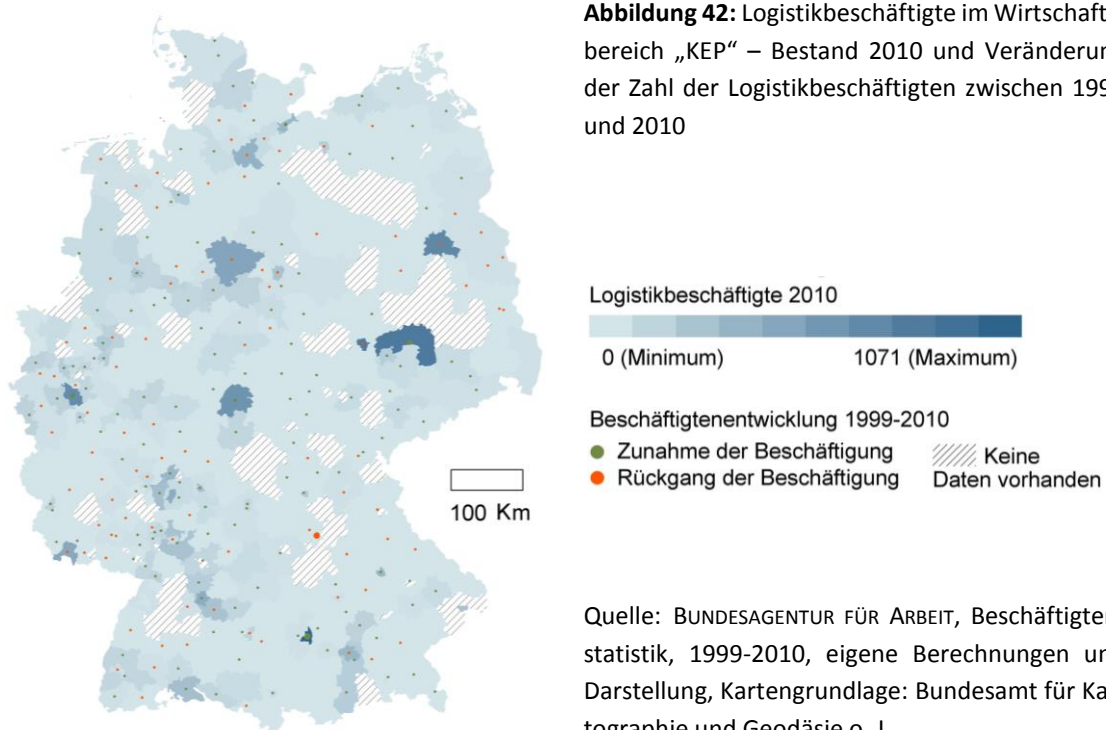 Abbildung 42: Logistikbeschäftigte im Wirtschaft
bereich „KEP“ – Bestand 2010 und Veränderun
der Zahl der Logistikbeschäftigten zwischen 199
und 2010
Logistikbeschäftigte 2010
0 (Minimum) 1071 (Maximum)
Beschäftigtenentwicklung 1999-2010
Zunahme der Beschäftigung
Rückgang der Beschäftigung
Keine
Daten vorhanden
100 Km
Quelle: BUNDESAGENTUR FÜR ARBEIT, Beschäftigte
statistik, 1999-2010, eigene Berechnungen un
Darstellung, Kartengrundlage: Bundesamt für Ka
tographie und Geodäsie o. J.